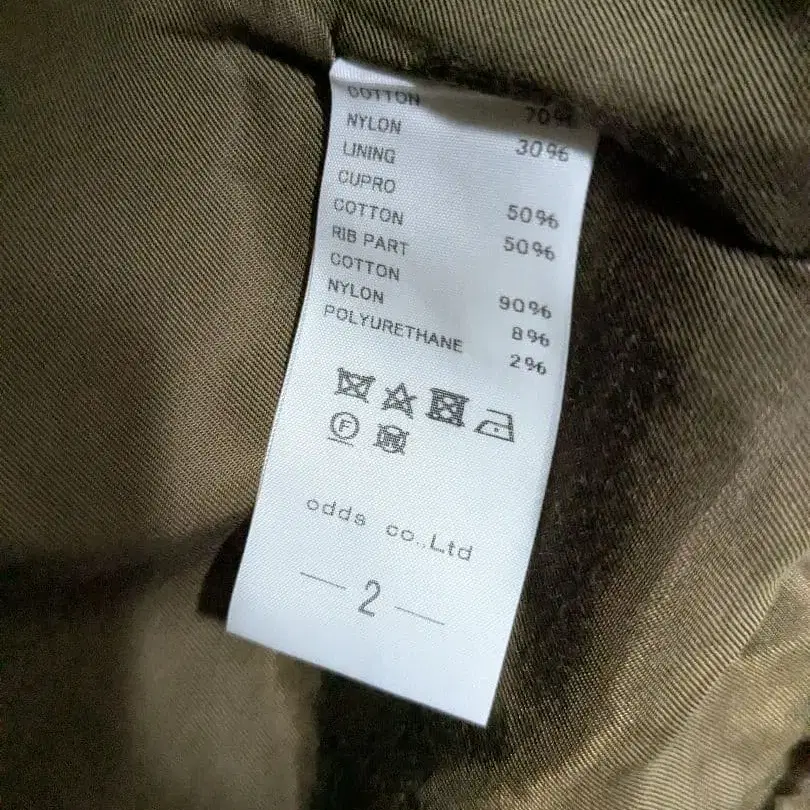 COTTON 70%
NYLON 30%
LINING
CUPRO 50%
COTTON 50%
RIB PART
COTTON 90%
NYLON 8%
POLYURETHANE 2%
F
W
odds co.,Ltd
— 2 —